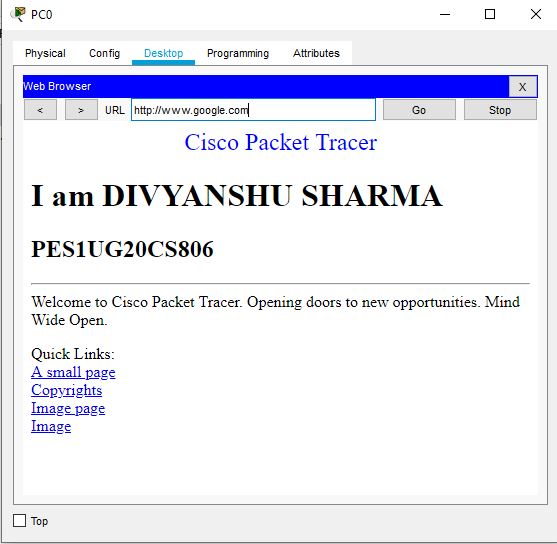 PC0
Physical Config Desktop Programming Attributes
Web Browser X
< > URL http://www.google.com Go Stop
Cisco Packet Tracer
I am DIVYANSHU SHARMA
PES1UG20CS806
Welcome to Cisco Packet Tracer. Opening doors to new opportunities. Mind
Wide Open.
Quick Links:
A small page
Copyrights
Image page
Image
Top